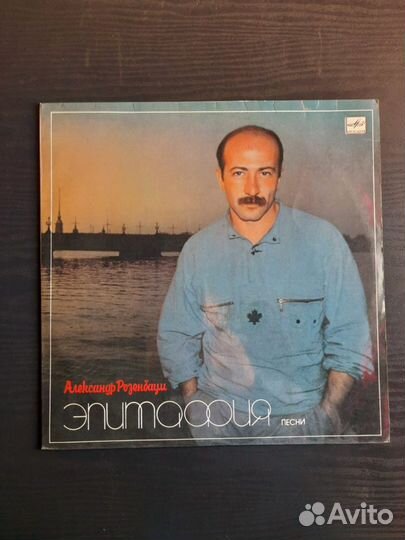 Александр Розенбаум
эпитафия песни
Avito